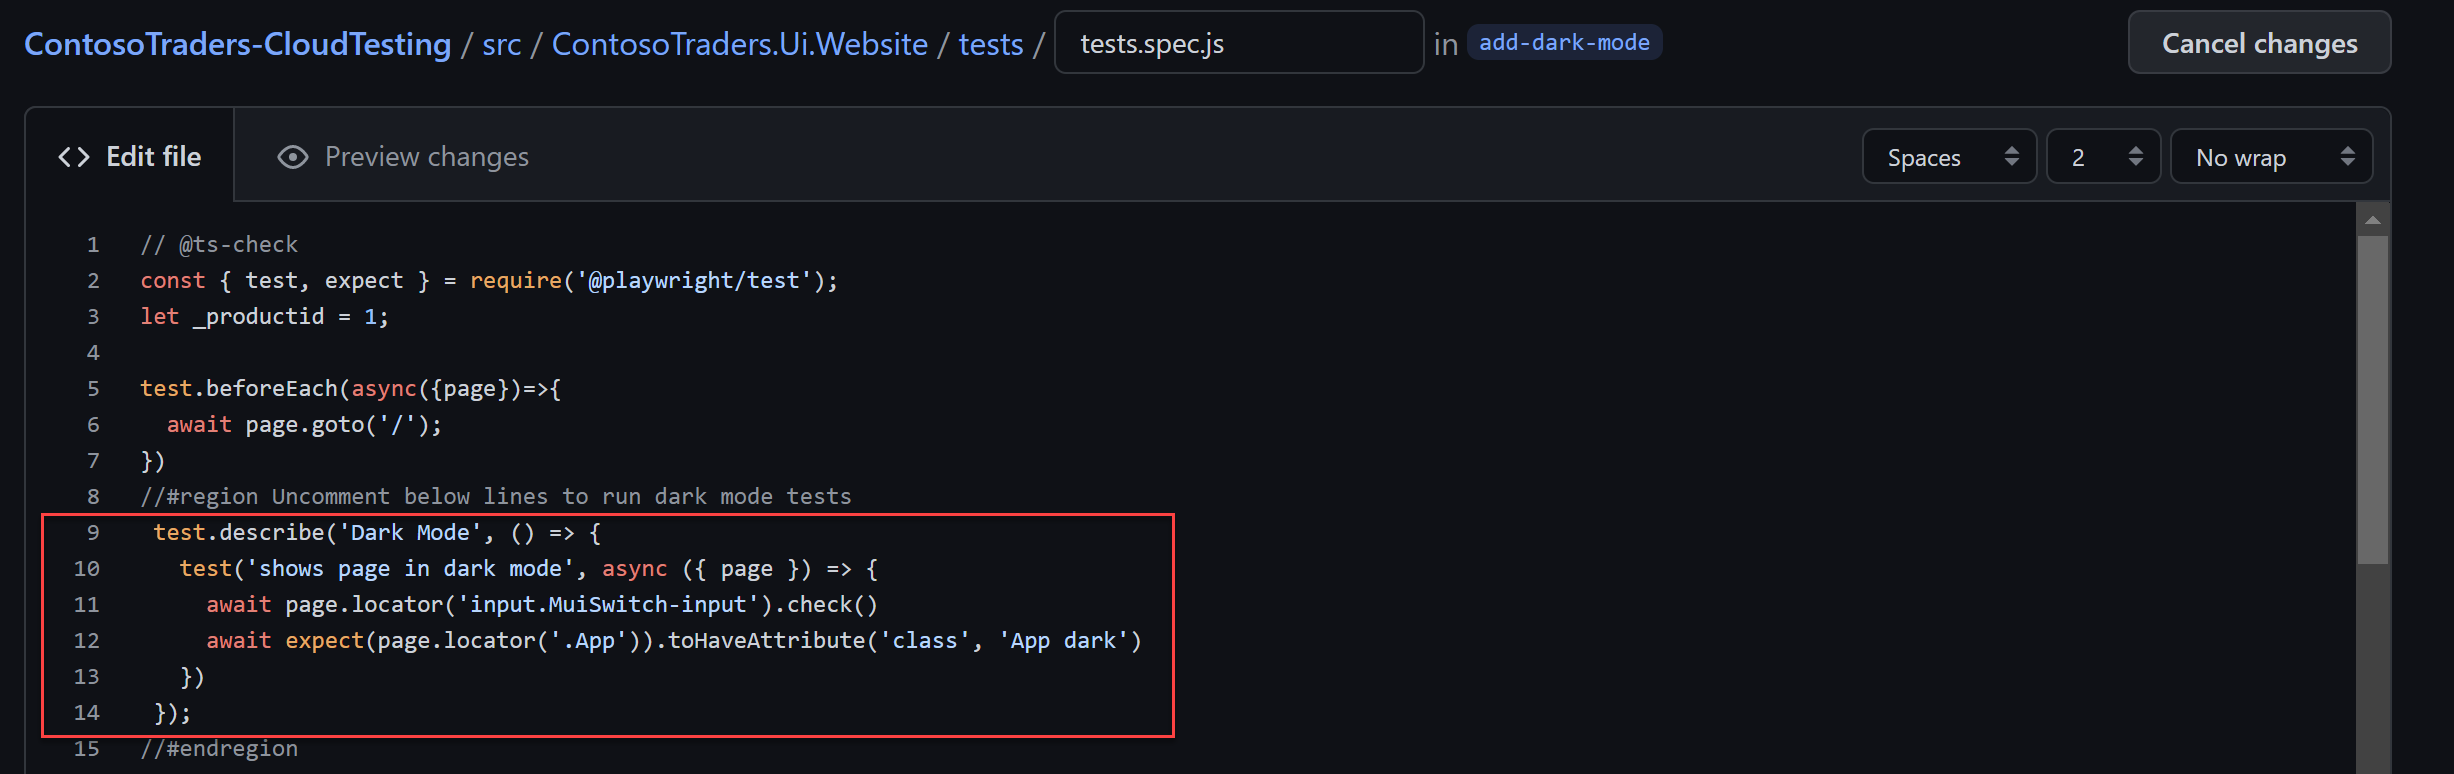 ContosoTraders-CloudTesting / src / ContosoTraders.Ui.Website / tests / tests.spec.js in add-dark-mode Cancel changes
<> Edit file Preview changes Spaces 2 No wrap
1 // @ts-check
2 const { test, expect } = require('@playwright/test');
3 let _productid = 1;
4
5 test.beforeEach(async({page})=>{
6   await page.goto('/');
7 })
8 //#region Uncomment below lines to run dark mode tests
9  test.describe('Dark Mode', () => {
10    test('shows page in dark mode', async ({ page }) => {
11      await page.locator('input.MuiSwitch-input').check()
12      await expect(page.locator('.App')).toHaveAttribute('class', 'App dark')
13    })
14  });
15 //#endregion